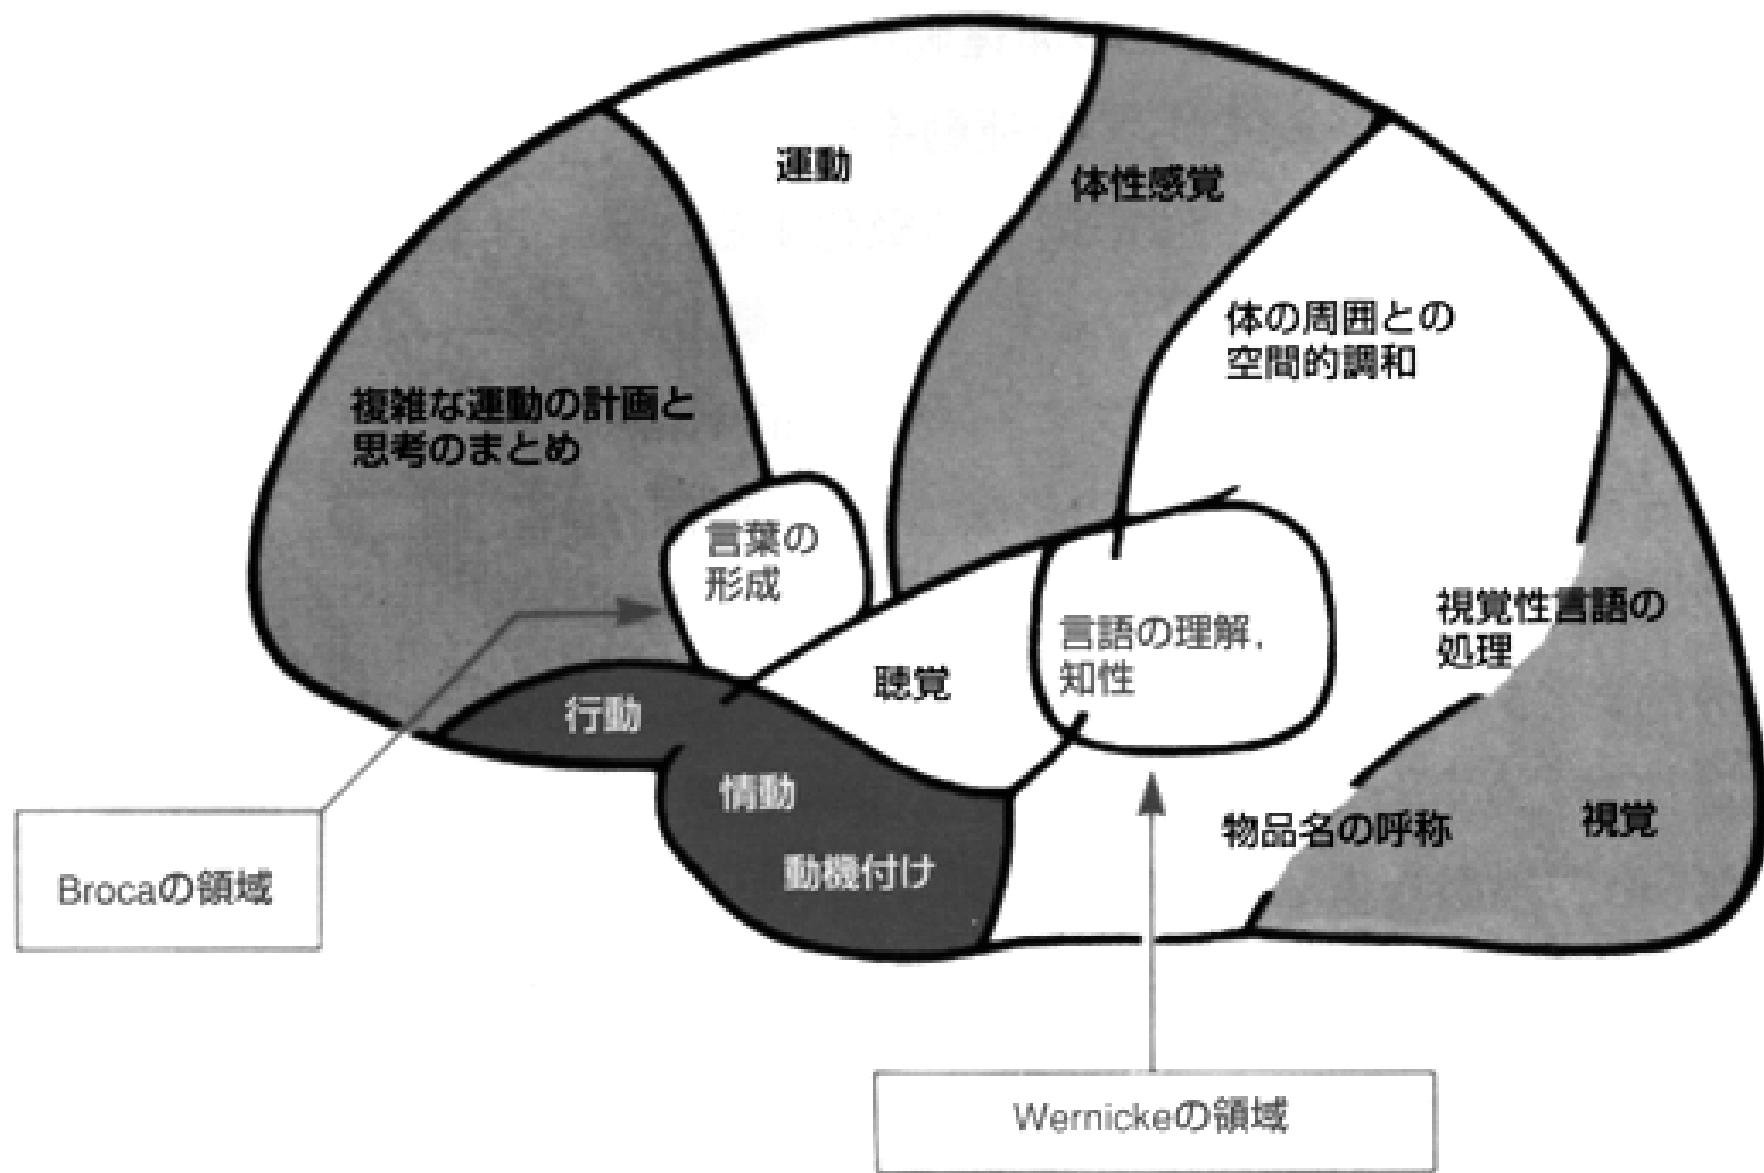 運動
体性感覚
体の周囲との
空間的調和
複雑な運動の計画と
思考のまとめ
言葉の
形成
言語の理解,
知性
視覚性言語の
処理
聴覚
行動
情動
動機付け
物品名の呼称
視覚
Brocaの領域
Wernickeの領域